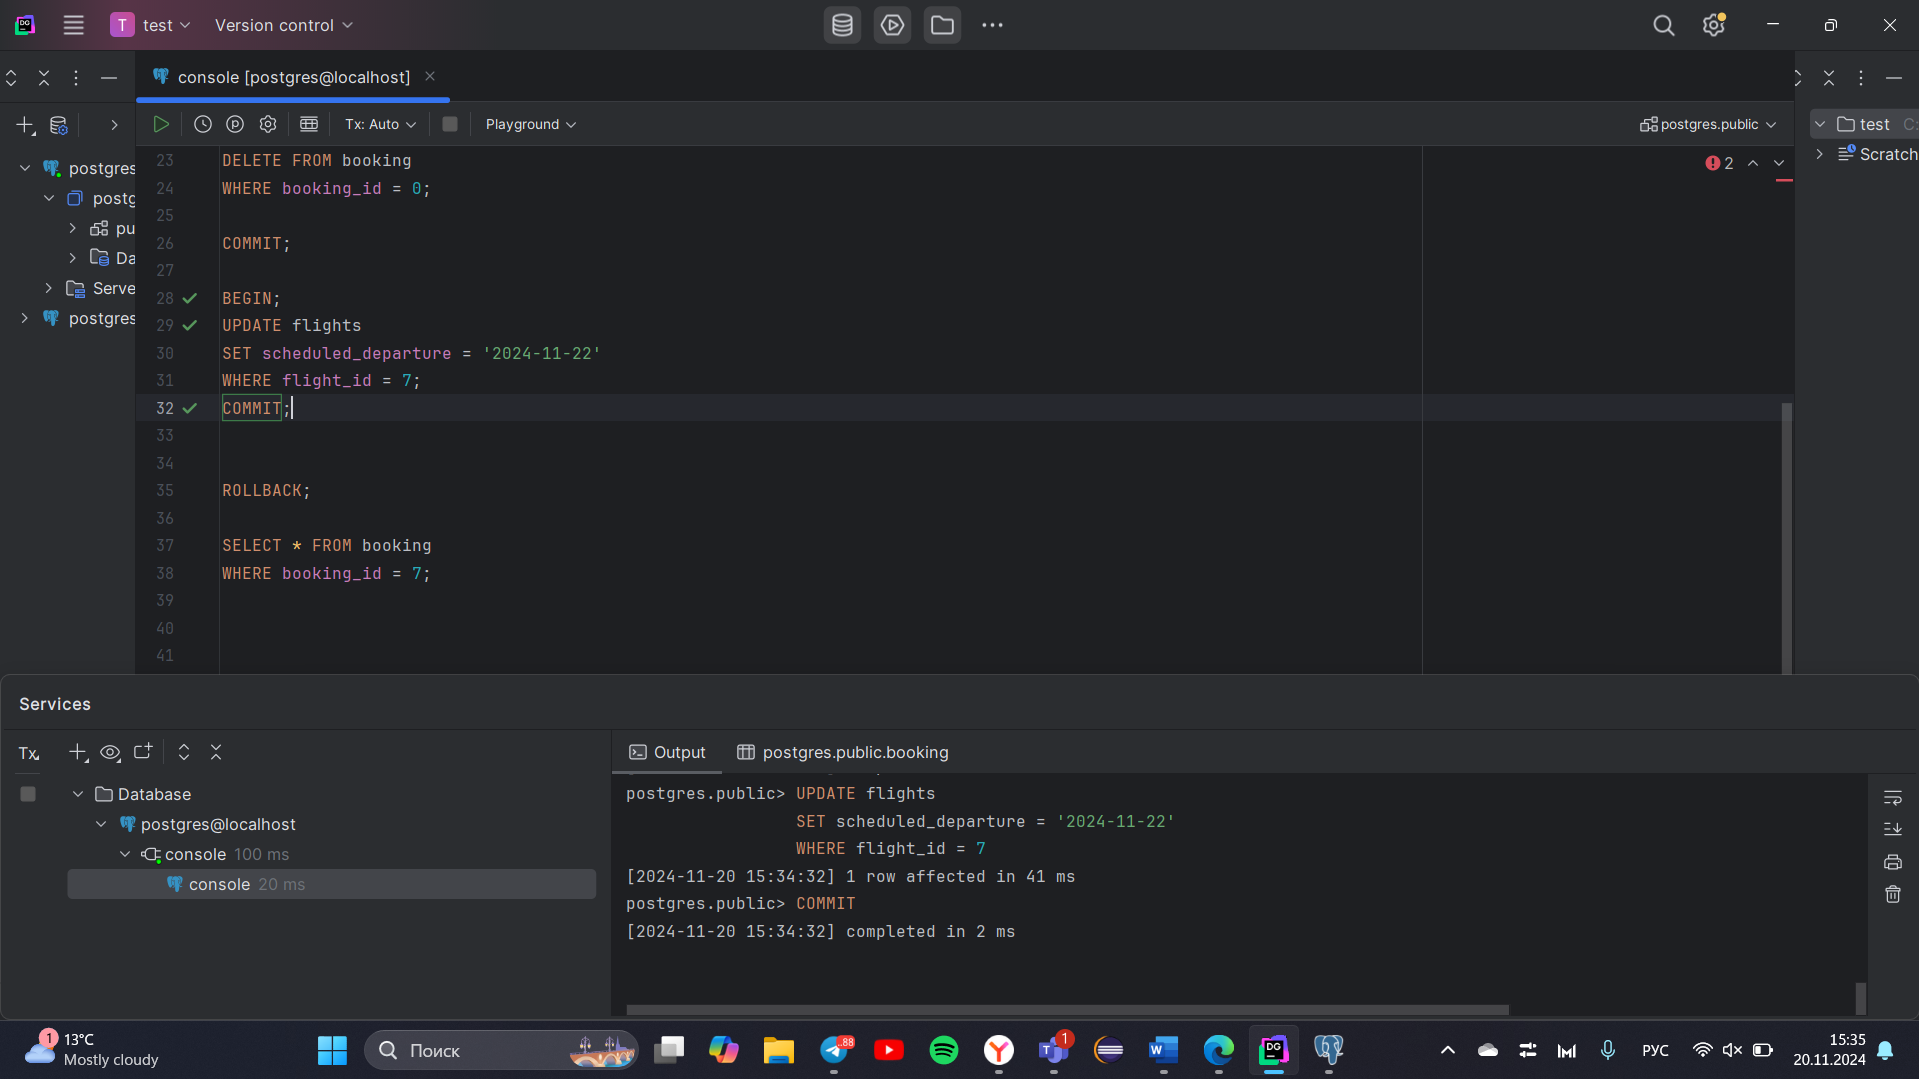 T test Version control
console [postgres@localhost]
Tx: Auto Playground postgres.public
test C:
Scratch
postgres
postg
pu
Da
Serve
postgres
2
23 DELETE FROM booking
24 WHERE booking_id = 0;
25
26 COMMIT;
27
28 BEGIN;
29 UPDATE flights
30 SET scheduled_departure = '2024-11-22'
31 WHERE flight_id = 7;
32 COMMIT;
33
34
35 ROLLBACK;
36
37 SELECT * FROM booking
38 WHERE booking_id = 7;
39
40
41
Services
Tx
Database
postgres@localhost
console 100 ms
console 20 ms
Output postgres.public.booking
postgres.public> UPDATE flights
SET scheduled_departure = '2024-11-22'
WHERE flight_id = 7
[2024-11-20 15:34:32] 1 row affected in 41 ms
postgres.public> COMMIT
[2024-11-20 15:34:32] completed in 2 ms
1 13°C
Mostly cloudy
Поиск
88
1
РУС
15:35
20.11.2024